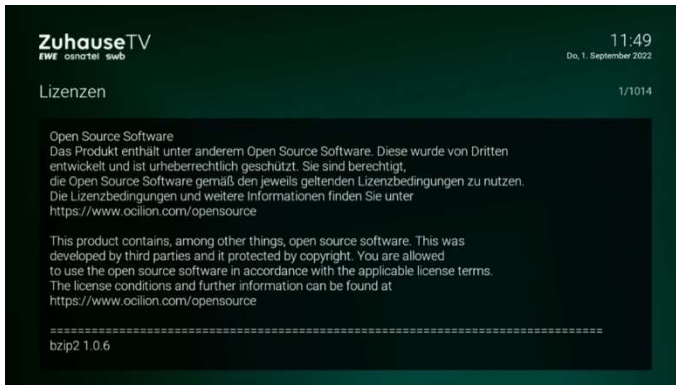 ZuhauseTV
EWE osnatel swb
11:49
Do, 1. September 2022
Lizenzen
1/1014
Open Source Software
Das Produkt enthält unter anderem Open Source Software. Diese wurde von Dritten
entwickelt und ist urheberrechtlich geschützt. Sie sind berechtigt,
die Open Source Software gemäß den jeweils geltenden Lizenzbedingungen zu nutzen.
Die Lizenzbedingungen und weitere Informationen finden Sie unter
https://www.ocilion.com/opensource
This product contains, among other things, open source software. This was
developed by third parties and it protected by copyright. You are allowed
to use the open source software in accordance with the applicable license terms.
The license conditions and further information can be found at
https://www.ocilion.com/opensource
================================================================================
bzip2 1.0.6